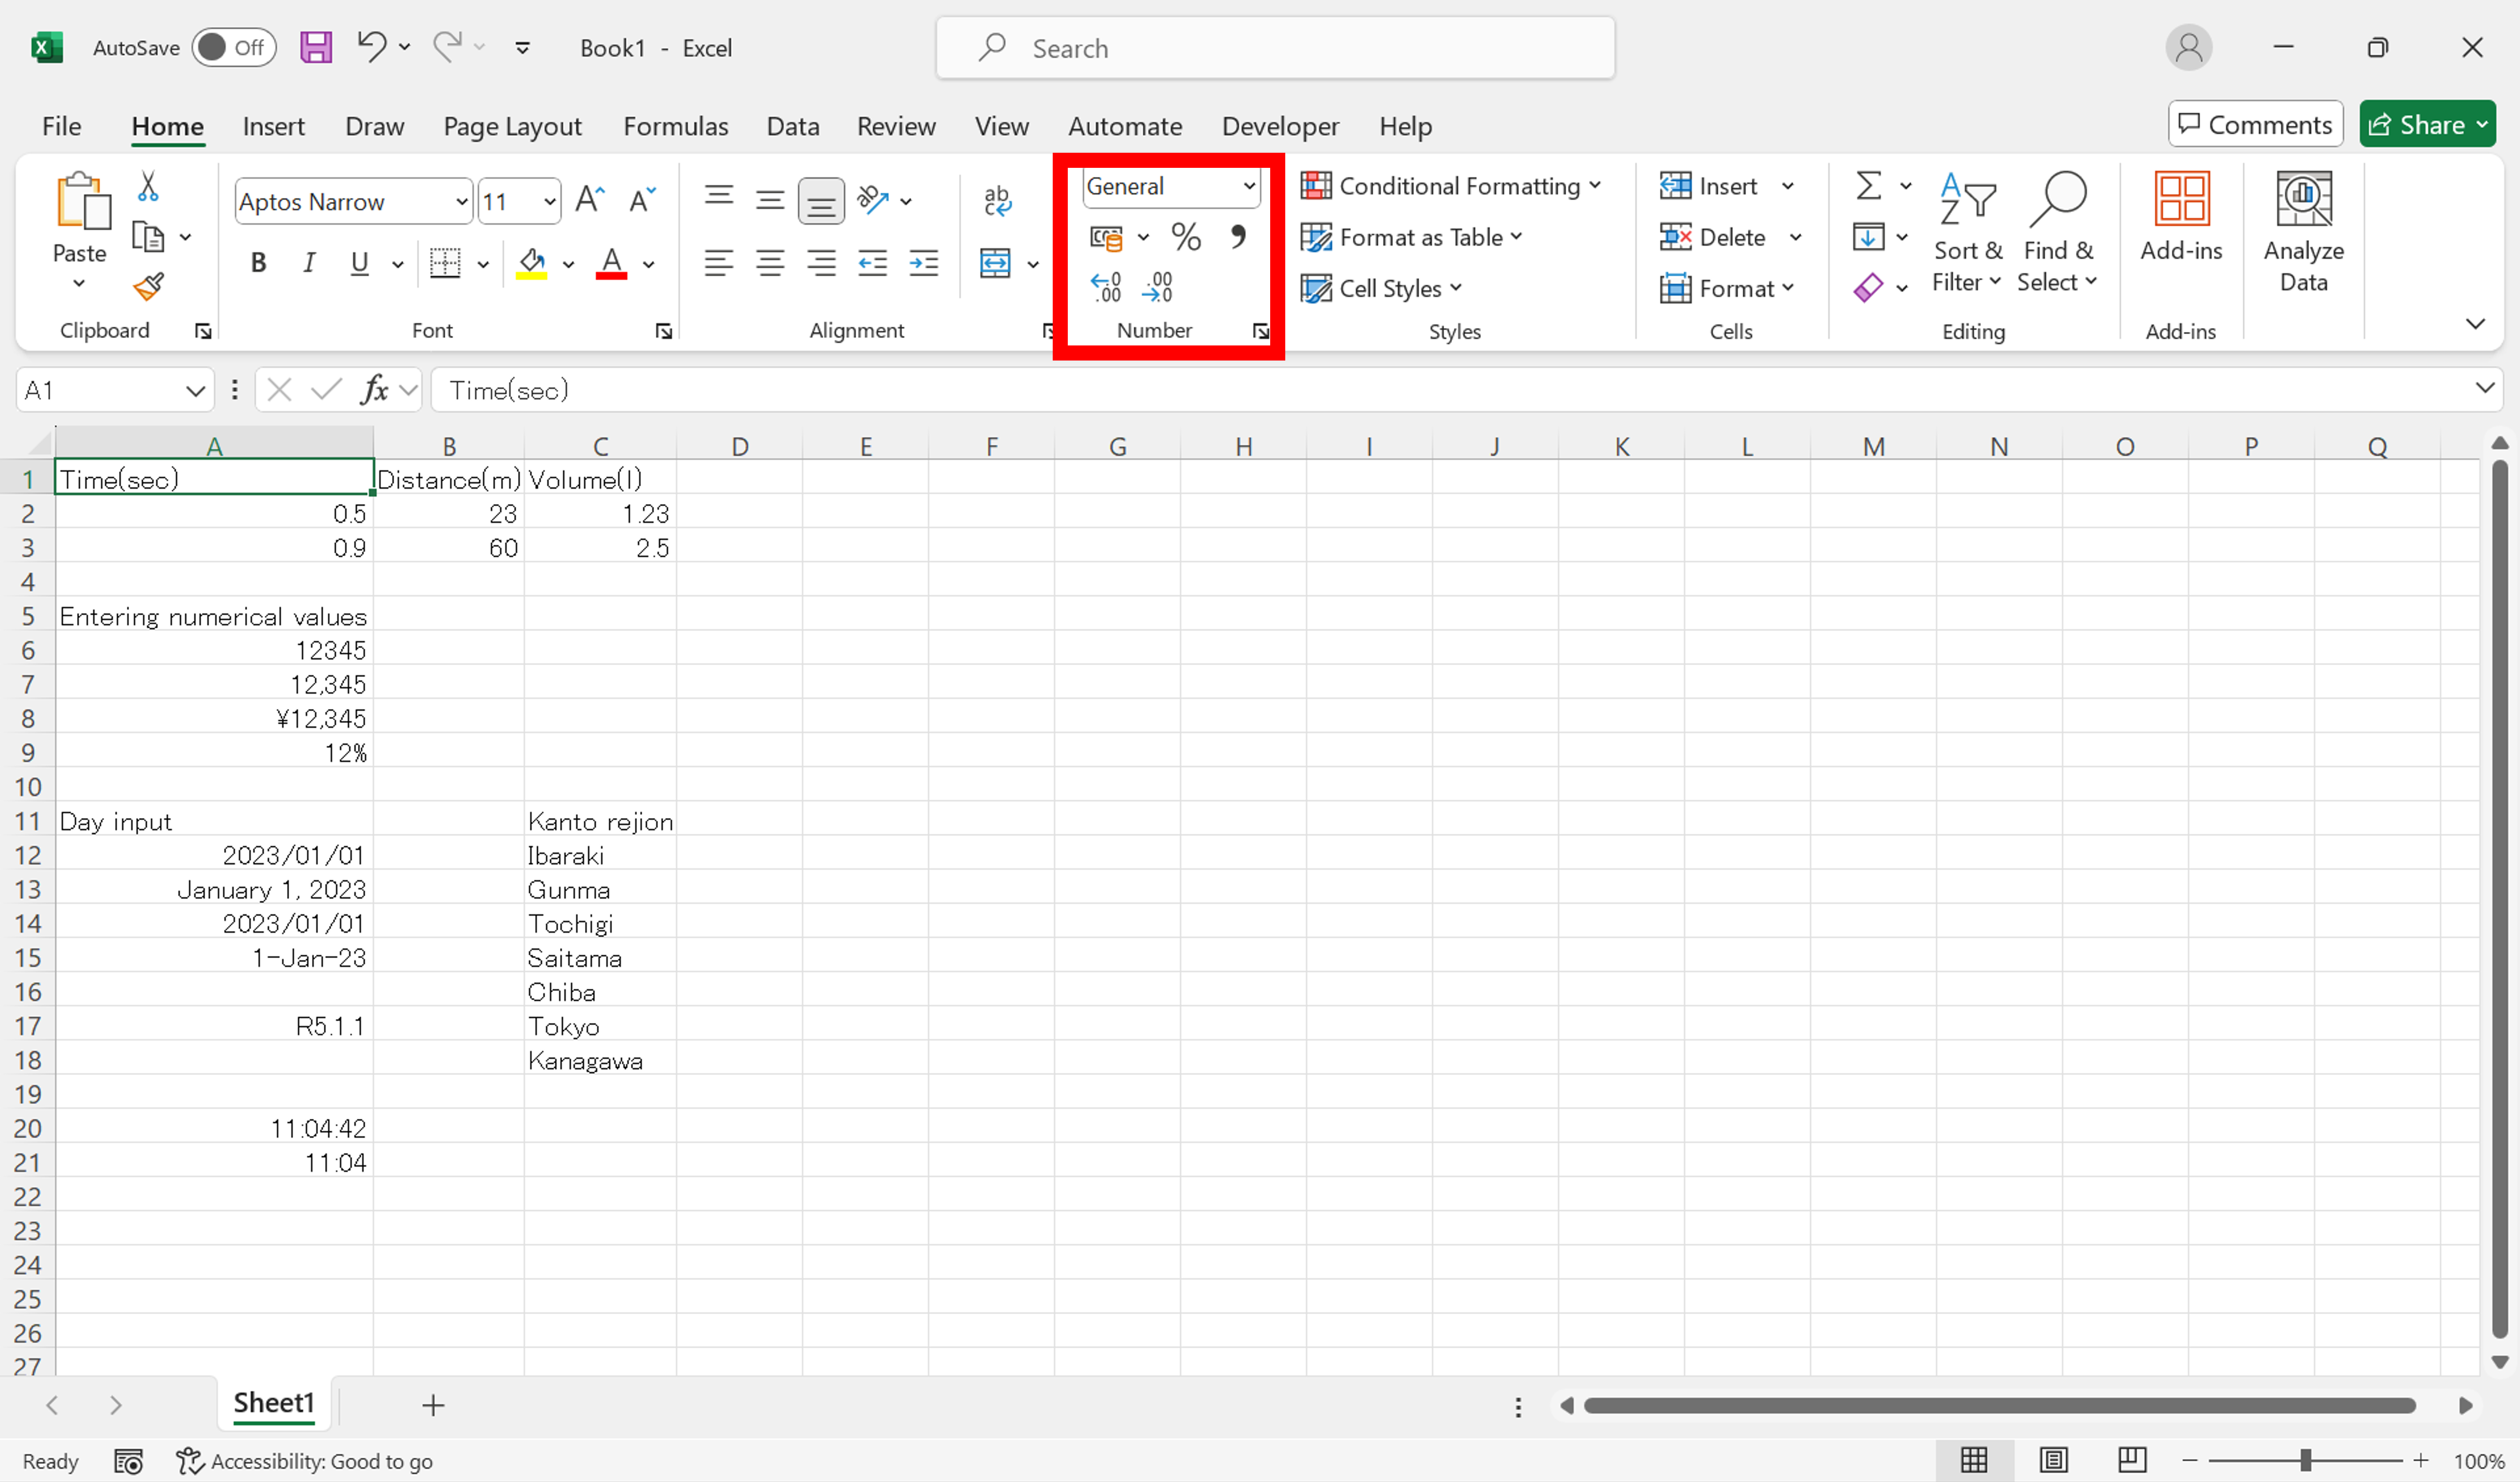 AutoSave Off Book1 - Excel Search
File Home Insert Draw Page Layout Formulas Data Review View Automate Developer Help Comments Share
Paste
Clipboard
Aptos Narrow 11
B I U A
Font
ab
c
Alignment
General
% ,
.00 .00
Number
Conditional Formatting
Format as Table
Cell Styles
Styles
Insert
Delete
Format
Cells
Sort &
Filter
Find &
Select
Editing
Add-ins
Add-ins
Analyze
Data
A1 fx Time(sec)
A B C D E F G H I J K L M N O P Q
1 Time(sec) Distance(m) Volume(l)
2 0.5 23 1.23
3 0.9 60 2.5
4
5 Entering numerical values
6 12345
7 12,345
8 ¥12,345
9 12%
10
11 Day input Kanto rejion
12 2023/01/01 Ibaraki
13 January 1, 2023 Gunma
14 2023/01/01 Tochigi
15 1-Jan-23 Saitama
16 Chiba
17 R5.1.1 Tokyo
18 Kanagawa
19
20 11:04:42
21 11:04
22
23
24
25
26
27
Sheet1
Ready Accessibility: Good to go 100%